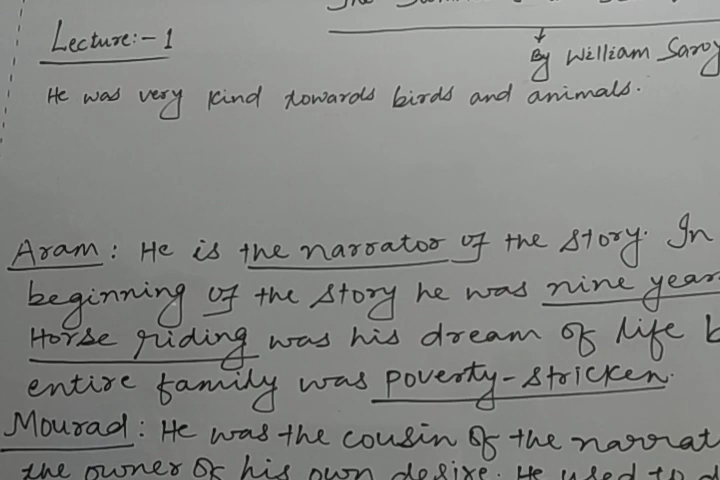 Lecture:- 1
By William Saroy
He was very kind towards birds and animals.
Aram: He is the narrator of the story. In
beginning of the story he was nine year
Horse riding was his dream of life b
entire family was poverty-stricken.
Mourad: He was the cousin of the narrat
the owner of his own desire. He used to d